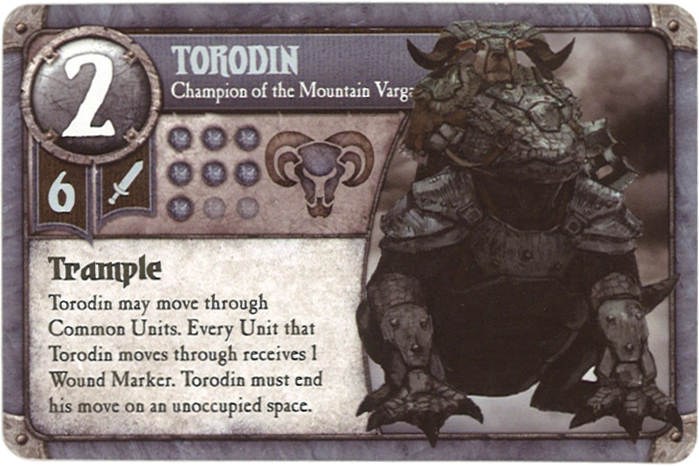 2
TORODIN
Champion of the Mountain Varga
6
Trample
Torodin may move through
Common Units. Every Unit that
Torodin moves through receives 1
Wound Marker. Torodin must end
his move on an unoccupied space.